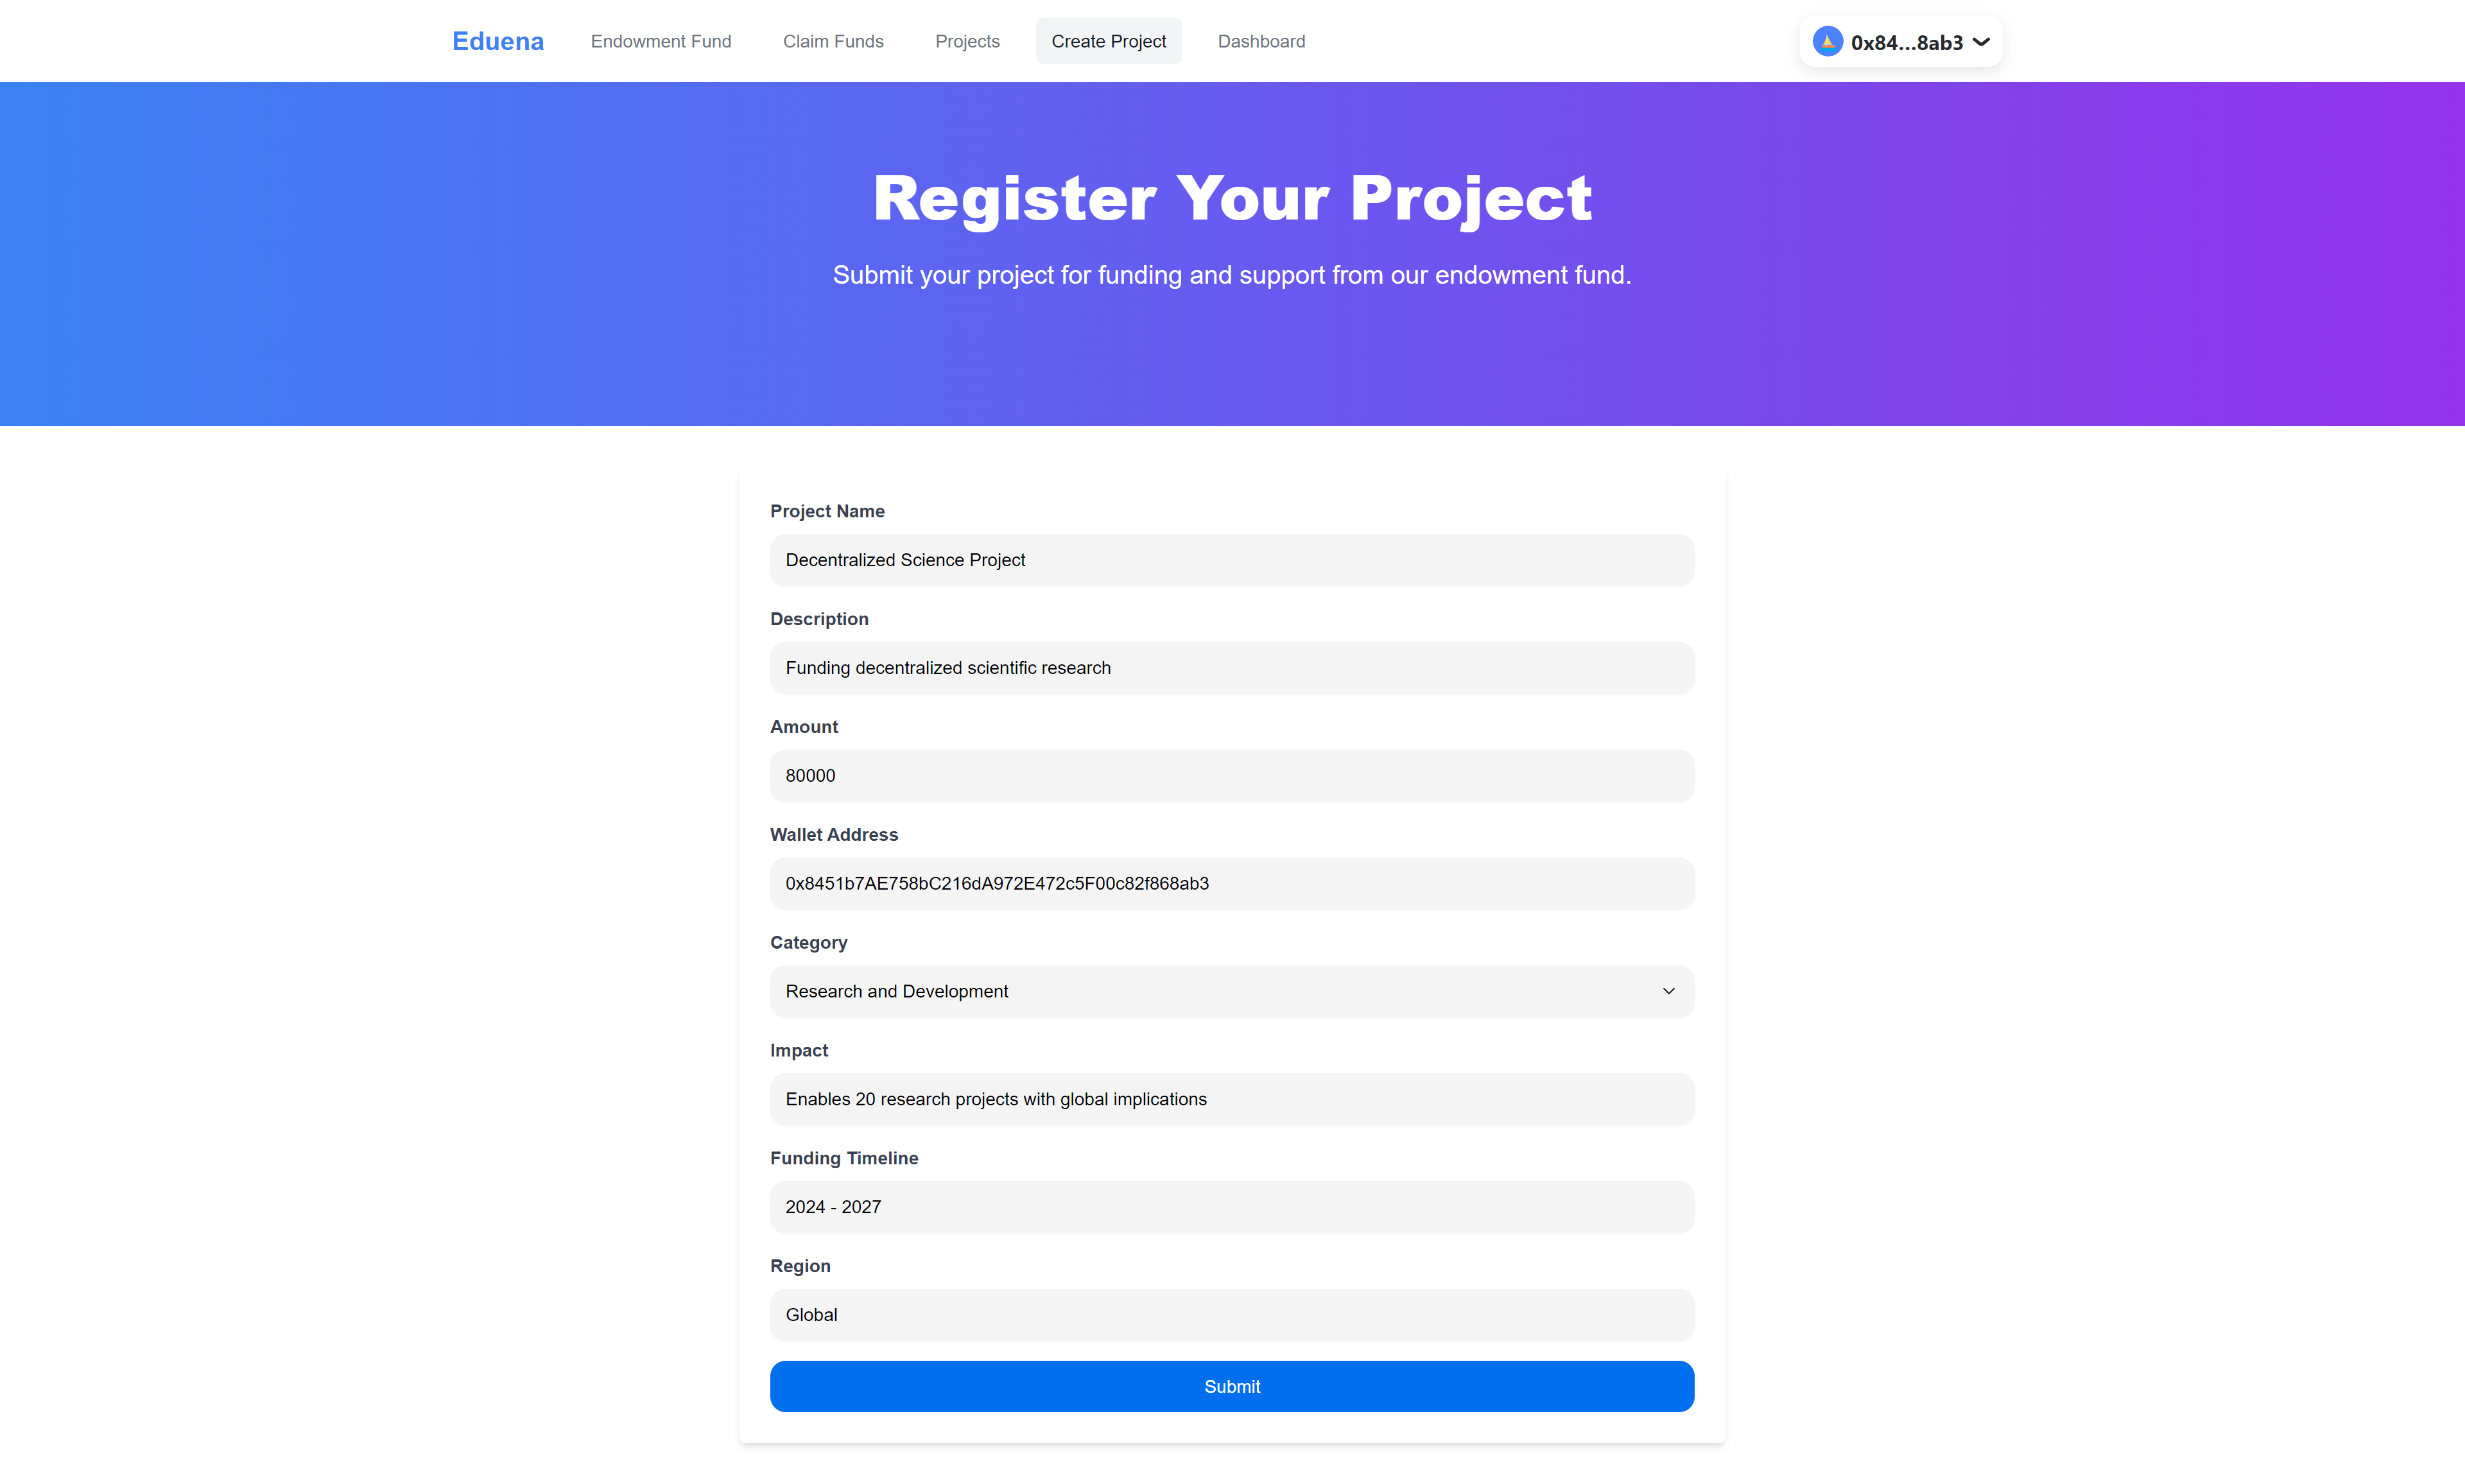 Eduena
Endowment Fund
Claim Funds
Projects
Create Project
Dashboard
0x84...8ab3
Register Your Project
Submit your project for funding and support from our endowment fund.
Project Name
Decentralized Science Project
Description
Funding decentralized scientific research
Amount
80000
Wallet Address
0x8451b7AE758bC216dA972E472c5F00c82f868ab3
Category
Research and Development
Impact
Enables 20 research projects with global implications
Funding Timeline
2024 - 2027
Region
Global
Submit